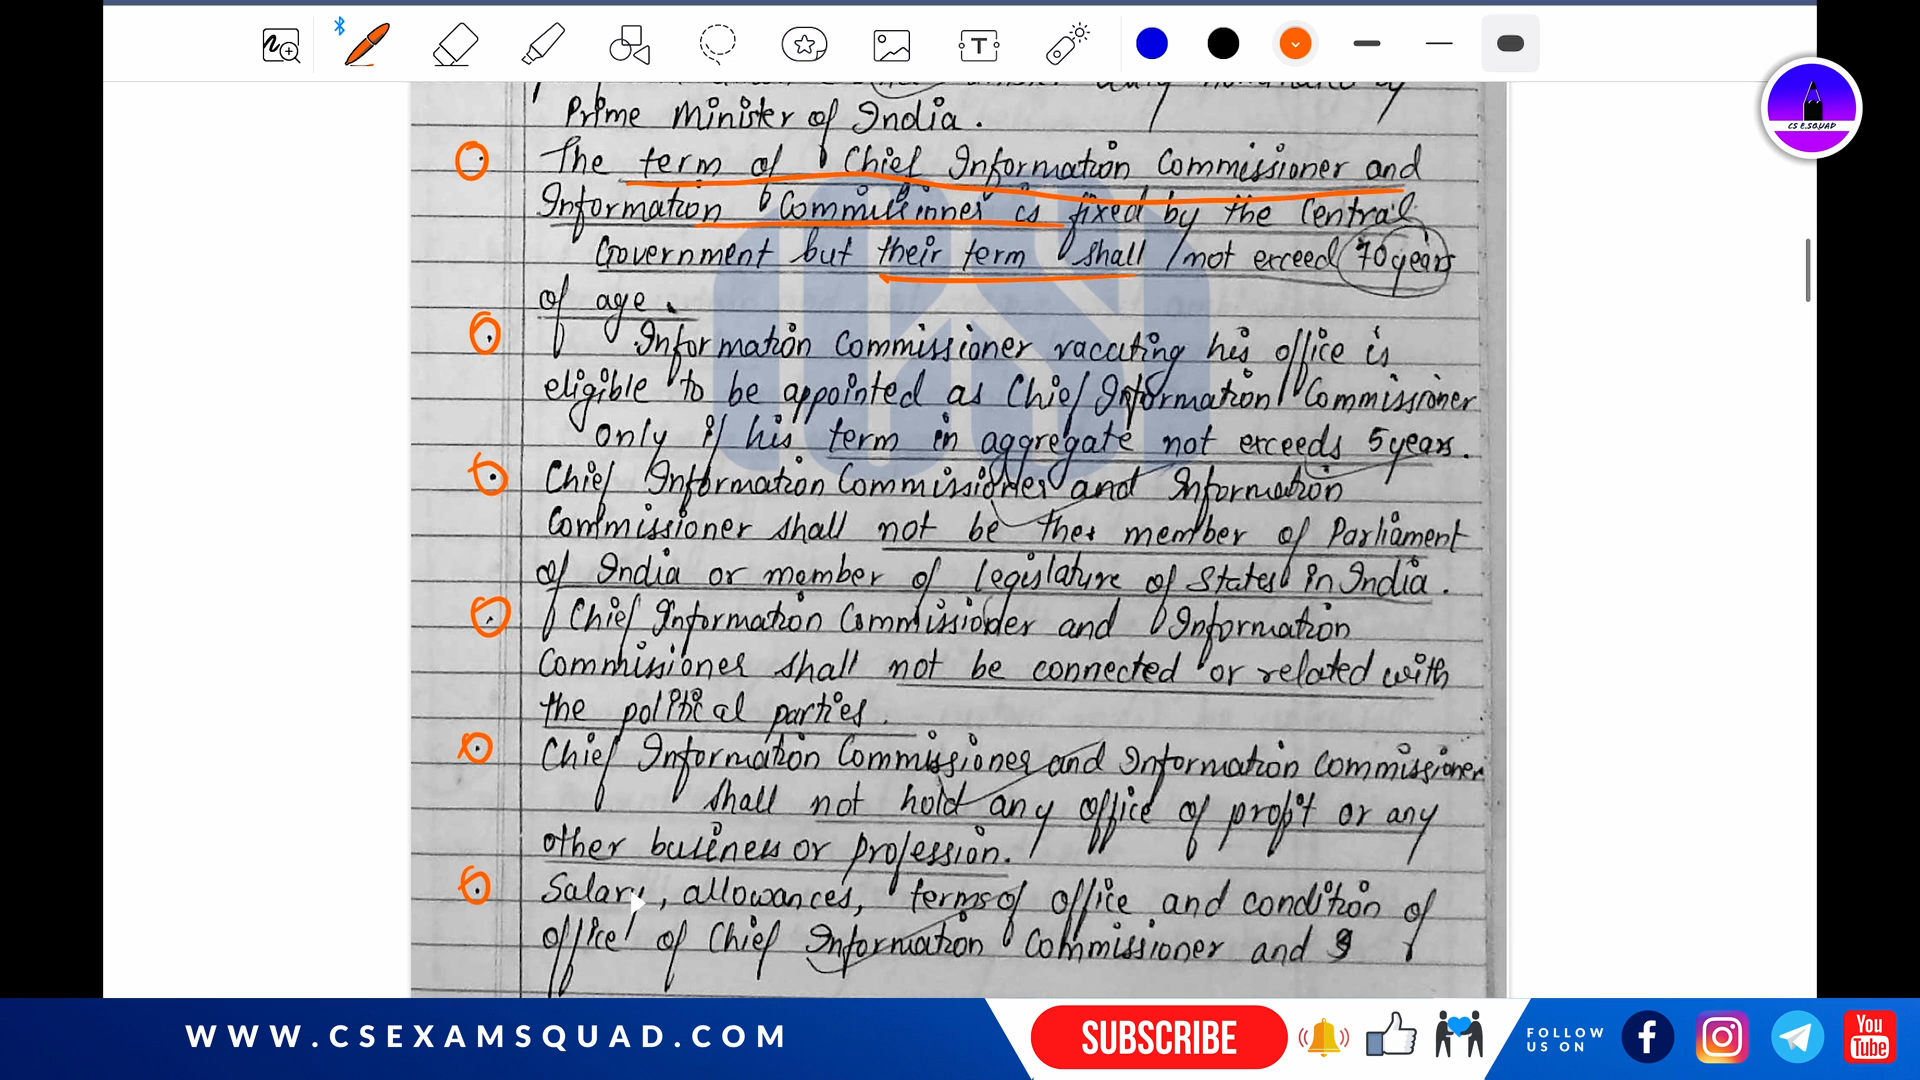 by
Prime Minister of India.
The term of Chief Information Commissioner and
Information Commissioner is fixed by the Central
Government but their term shall not exceed 70 years
of age.
Information Commissioner vacating his office is
eligible to be appointed as Chief Information Commissioner
only if his term in aggregate not exceeds 5 years.
Chief Information Commissioner and Information
Commissioner shall not be the member of Parliament
of India or member of legislature of States in India.
Chief Information Commissioner and Information
Commissioner shall not be connected or related with
the political parties.
Chief Information Commissioner and Information Commissioner
shall not hold any office of profit or any
other business or profession.
Salary, allowances, terms of office and condition of
office of Chief Information Commissioner and
CS E.SQUAD
WWW.CSEXAMSQUAD.COM
SUBSCRIBE
FOLLOW
US ON
You
Tube